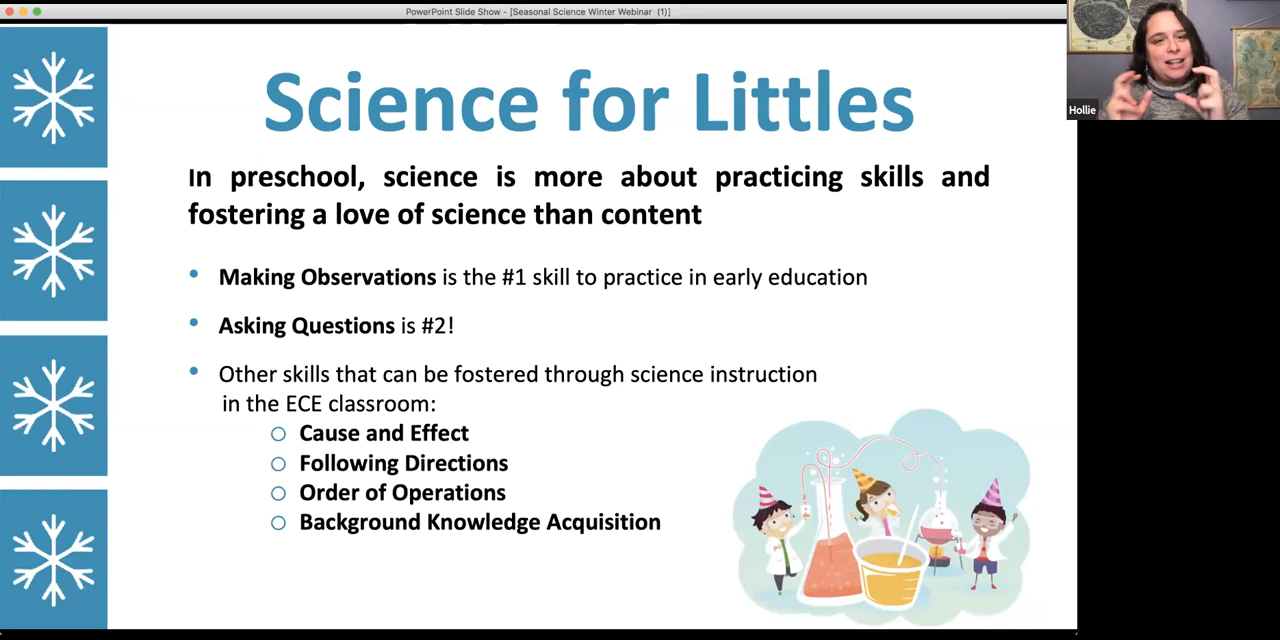 PowerPoint Slide Show - [Seasonal Science Winter Webinar (1)]
Science for Littles
In preschool, science is more about practicing skills and
fostering a love of science than content
• Making Observations is the #1 skill to practice in early education
• Asking Questions is #2!
• Other skills that can be fostered through science instruction
in the ECE classroom:
○ Cause and Effect
○ Following Directions
○ Order of Operations
○ Background Knowledge Acquisition
Hollie